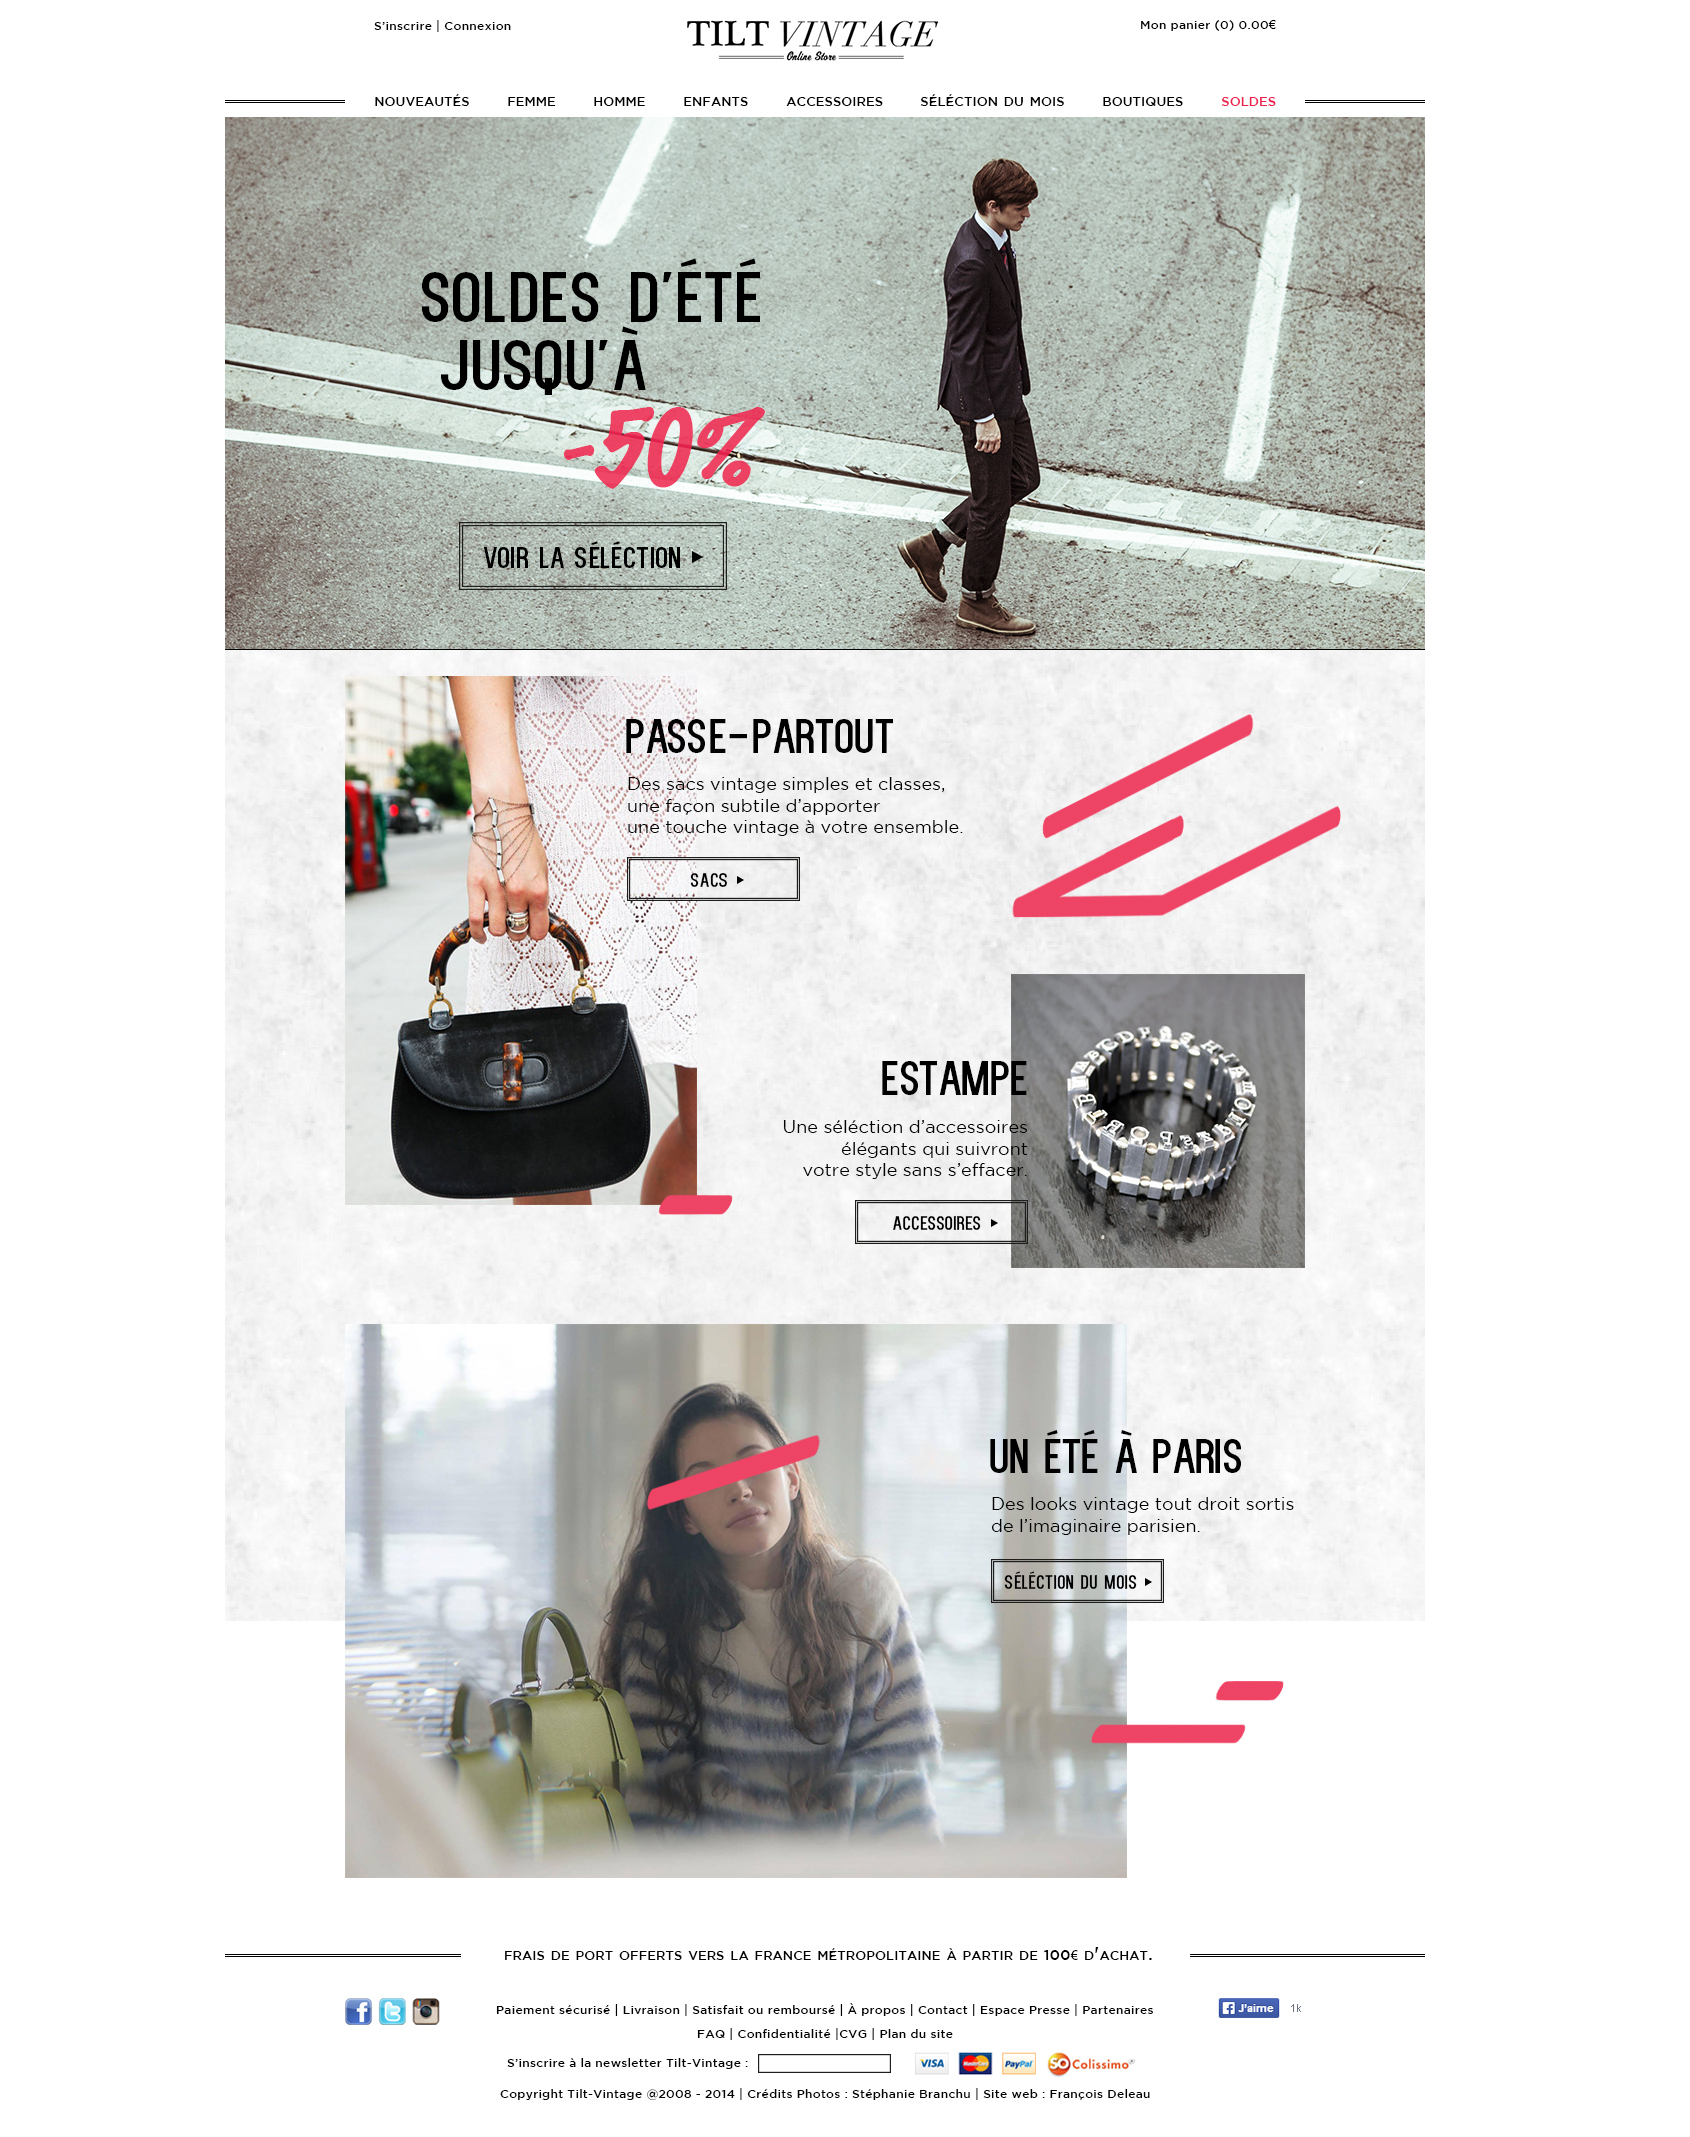 S'inscrire | Connexion
TILT VINTAGE
Online Store
Mon panier (0) 0.00€
NOUVEAUTÉS FEMME HOMME ENFANTS ACCESSOIRES SÉLÉCTION DU MOIS BOUTIQUES SOLDES
SOLDES D'ÉTÉ
JUSQU'À
-50%
VOIR LA SÉLÉCTION
PASSE-PARTOUT
Des sacs vintage simples et classes,
une façon subtile d'apporter
une touche vintage à votre ensemble.
SACS
ESTAMPE
Une séléction d'accessoires
élégants qui suivront
votre style sans s'effacer.
ACCESSOIRES
UN ÉTÉ À PARIS
Des looks vintage tout droit sortis
de l'imaginaire parisien.
SÉLÉCTION DU MOIS
FRAIS DE PORT OFFERTS VERS LA FRANCE MÉTROPOLITAINE À PARTIR DE 100€ D'ACHAT.
Paiement sécurisé | Livraison | Satisfait ou remboursé | À propos | Contact | Espace Presse | Partenaires
J'aime 1k
FAQ | Confidentialité |CVG | Plan du site
S'inscrire à la newsletter Tilt-Vintage :
VISA MasterCard PayPal SO Colissimo
Copyright Tilt-Vintage @2008 - 2014 | Crédits Photos : Stéphanie Branchu | Site web : François Deleau